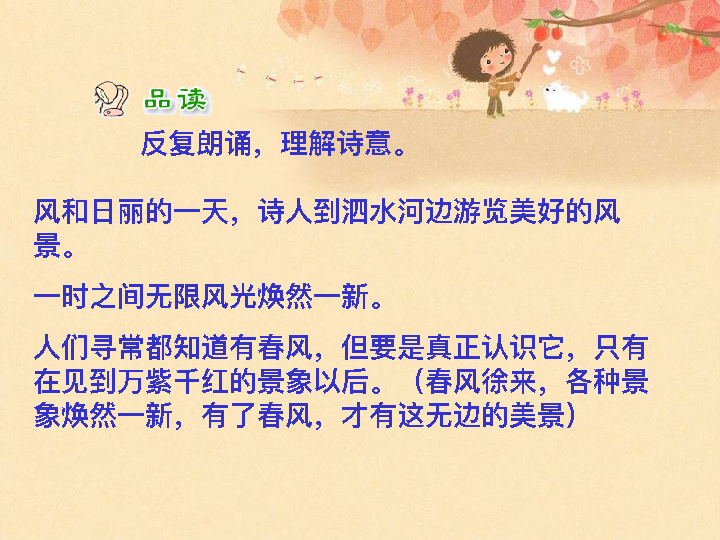 品读
反复朗诵，理解诗意。
风和日丽的一天，诗人到泗水河边游览美好的风
景。
一时之间无限风光焕然一新。
人们寻常都知道有春风，但要是真正认识它，只有
在见到万紫千红的景象以后。（春风徐来，各种景
象焕然一新，有了春风，才有这无边的美景）